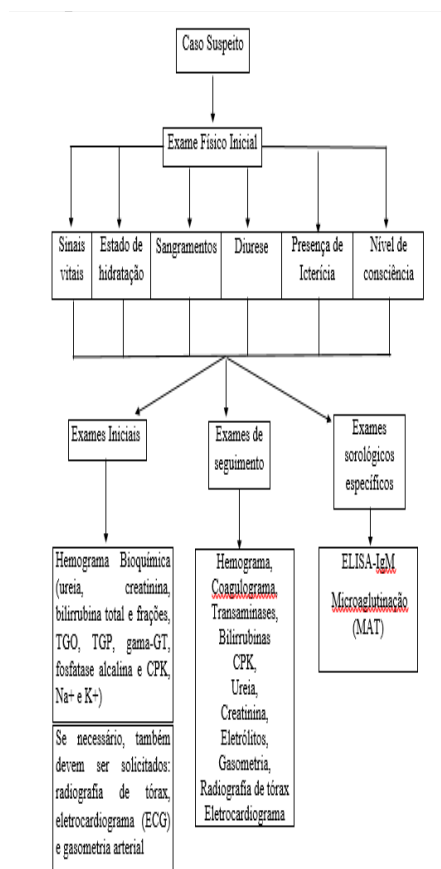 Caso Suspeito
Exame Físico Inicial
Sinais
vitais
Estado de
hidratação
Sangramentos
Diurese
Presença de
Icterícia
Nível de
consciência
Exames Iniciais
Exames de
seguimento
Exames
sorológicos
específicos
Hemograma Bioquímica
(ureia, creatinina,
bilirrubina total e frações,
TGO, TGP, gama-GT,
fosfatase alcalina e CPK,
Na+ e K+)
Se necessário, também
devem ser solicitados:
radiografia de tórax,
eletrocardiograma (ECG)
e gasometria arterial
Hemograma,
Coagulograma,
Transaminases,
Bilirrubinas
CPK,
Ureia,
Creatinina,
Eletrólitos,
Gasometria,
Radiografia de tórax
Eletrocardiograma
ELISA-IgM
Microaglutinação
(MAT)